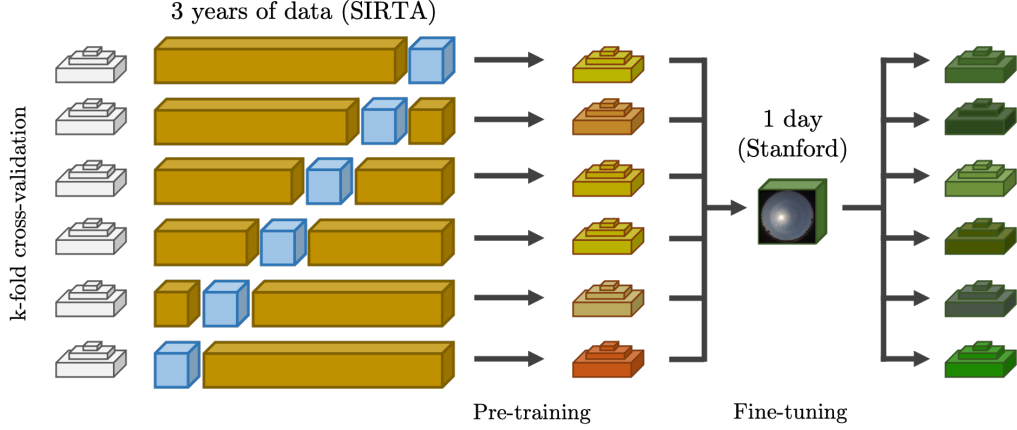 3 years of data (SIRTA)
k-fold cross-validation
1 day
(Stanford)
Pre-training
Fine-tuning